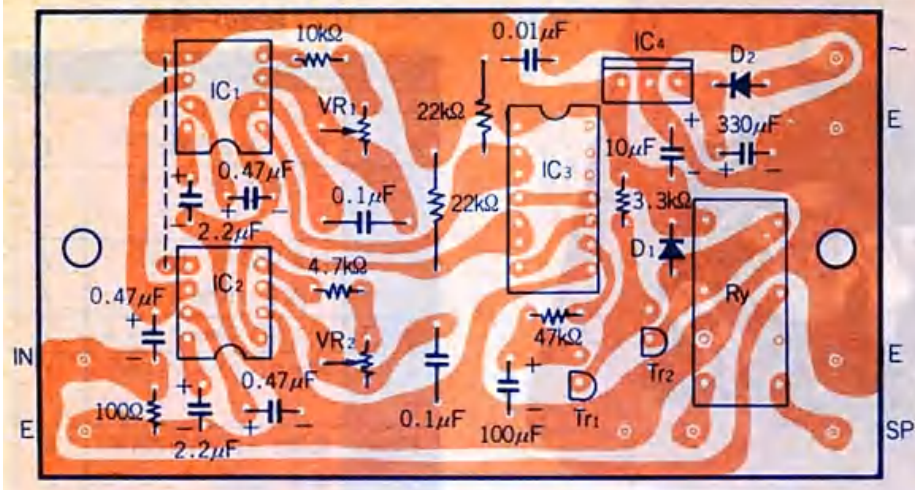 10kΩ
0.01μF
IC4
D2
~
IC1
VR1
22kΩ
+
330μF
E
10μF
IC3
+
0.47μF
-
+
-
+
-
+
-
0.1μF
22kΩ
3.3kΩ
2.2μF
D1
4.7kΩ
IC2
Ry
0.47μF
+
-
47kΩ
VR2
IN
E
Tr2
+
0.47μF
+
100Ω
-
+
-
0.1μF
-
Tr1
E
2.2μF
100μF
SP